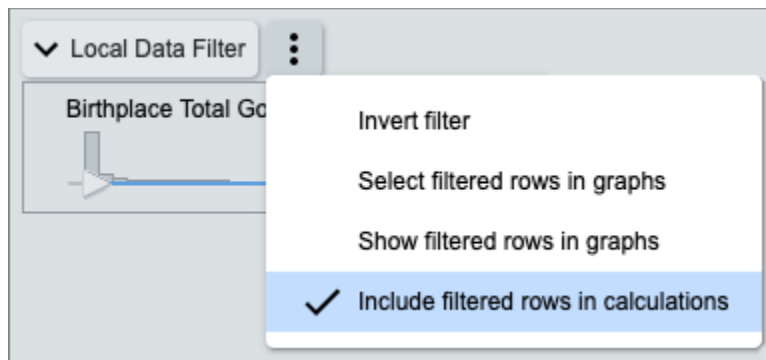 Local Data Filter
Birthplace Total Go
Invert filter
Select filtered rows in graphs
Show filtered rows in graphs
Include filtered rows in calculations